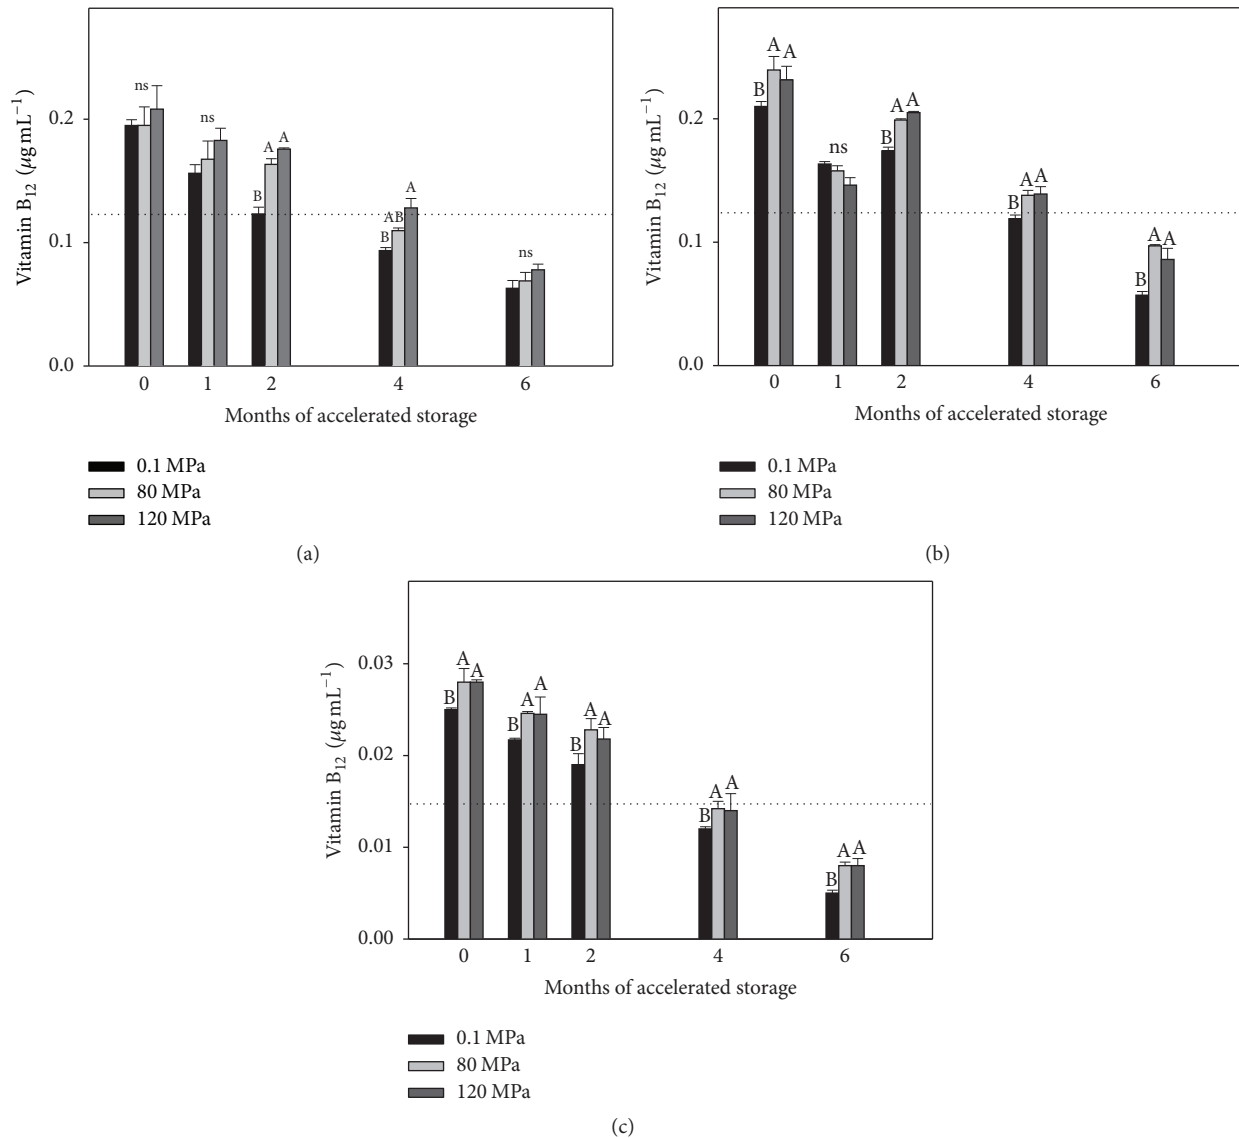 Vitamin B₁₂ (μg mL⁻¹)
0.2
0.1
0.0
ns
ns
B
A
A
B
AB
A
ns
0
1
2
4
6
Months of accelerated storage
0.1 MPa
80 MPa
120 MPa
(a)
Vitamin B₁₂ (μg mL⁻¹)
0.2
0.1
0.0
B
A
A
ns
B
A
A
B
A
A
B
A
A
0
1
2
4
6
Months of accelerated storage
0.1 MPa
80 MPa
120 MPa
(b)
Vitamin B₁₂ (μg mL⁻¹)
0.03
0.02
0.01
0.00
B
A
A
B
A
A
B
A
A
B
A
A
B
A
A
0
1
2
4
6
Months of accelerated storage
0.1 MPa
80 MPa
120 MPa
(c)